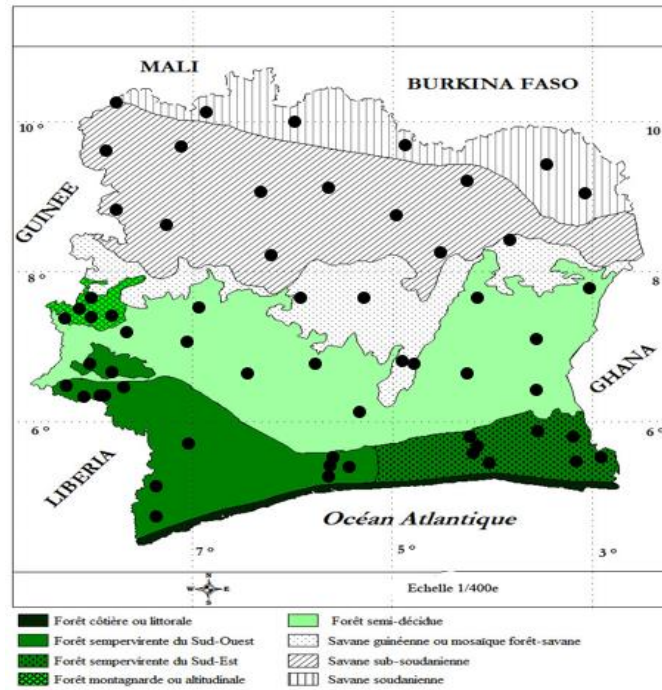 MALI
BURKINA FASO
10 °
10 °
GUINEE
8 °
8 °
GHANA
6 °
6 °
LIBERIA
Océan Atlantique
7 °
5 °
3 °
N
W E
S
Echelle 1/400e
Forêt côtière ou littorale
Forêt sempervirente du Sud-Ouest
Forêt sempervirente du Sud-Est
Forêt montagnarde ou altitudinale
Forêt semi-décidue
Savane guinéenne ou mosaïque forêt-savane
Savane sub-soudanienne
Savane soudanienne